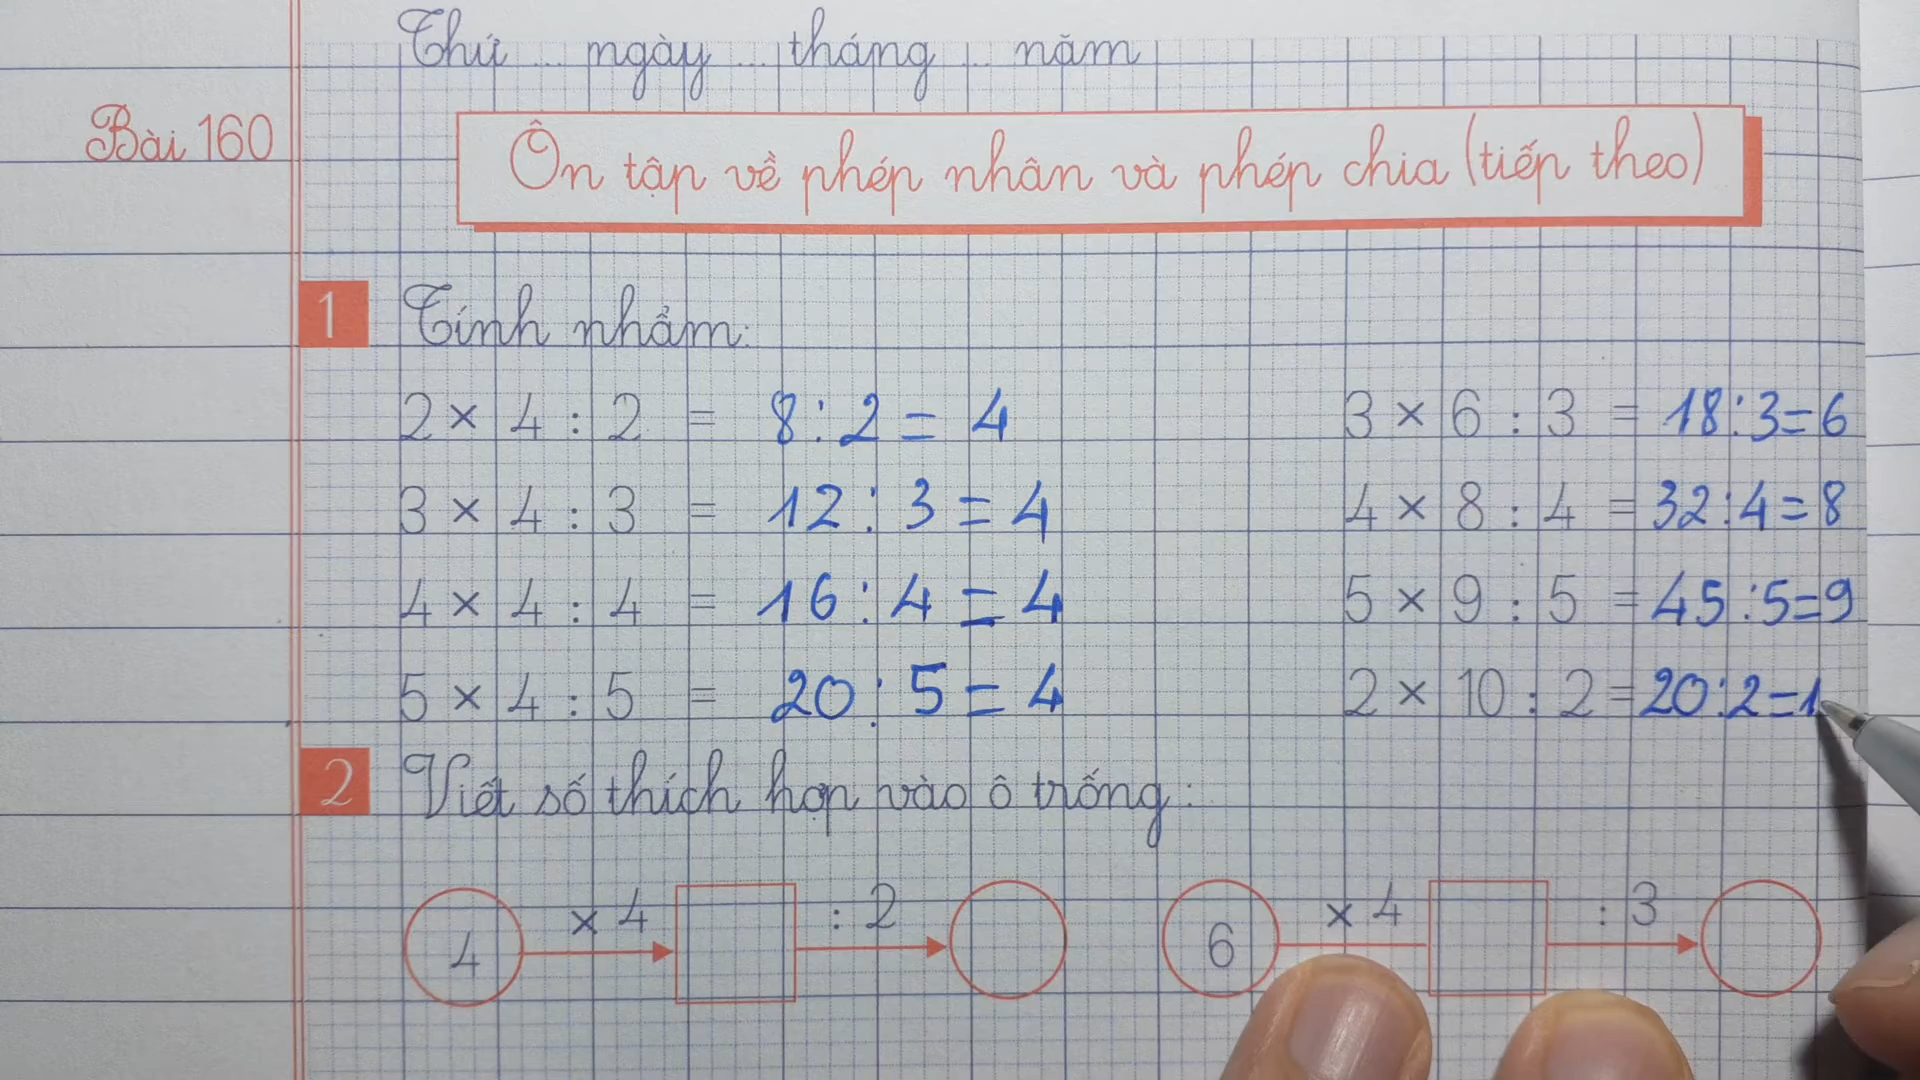 Thứ ... ngày ... tháng ... năm
Bài 160
Ôn tập về phép nhân và phép chia (tiếp theo)
1 Tính nhẩm:
2 × 4 : 2 = 8 : 2 = 4
3 × 6 : 3 = 18 : 3 = 6
3 × 4 : 3 = 12 : 3 = 4
4 × 8 : 4 = 32 : 4 = 8
4 × 4 : 4 = 16 : 4 = 4
5 × 9 : 5 = 45 : 5 = 9
5 × 4 : 5 = 20 : 5 = 4
2 × 10 : 2 = 20 : 2 = 1
2 Viết số thích hợp vào ô trống:
4 × 4 : 2
6 × 4 : 3